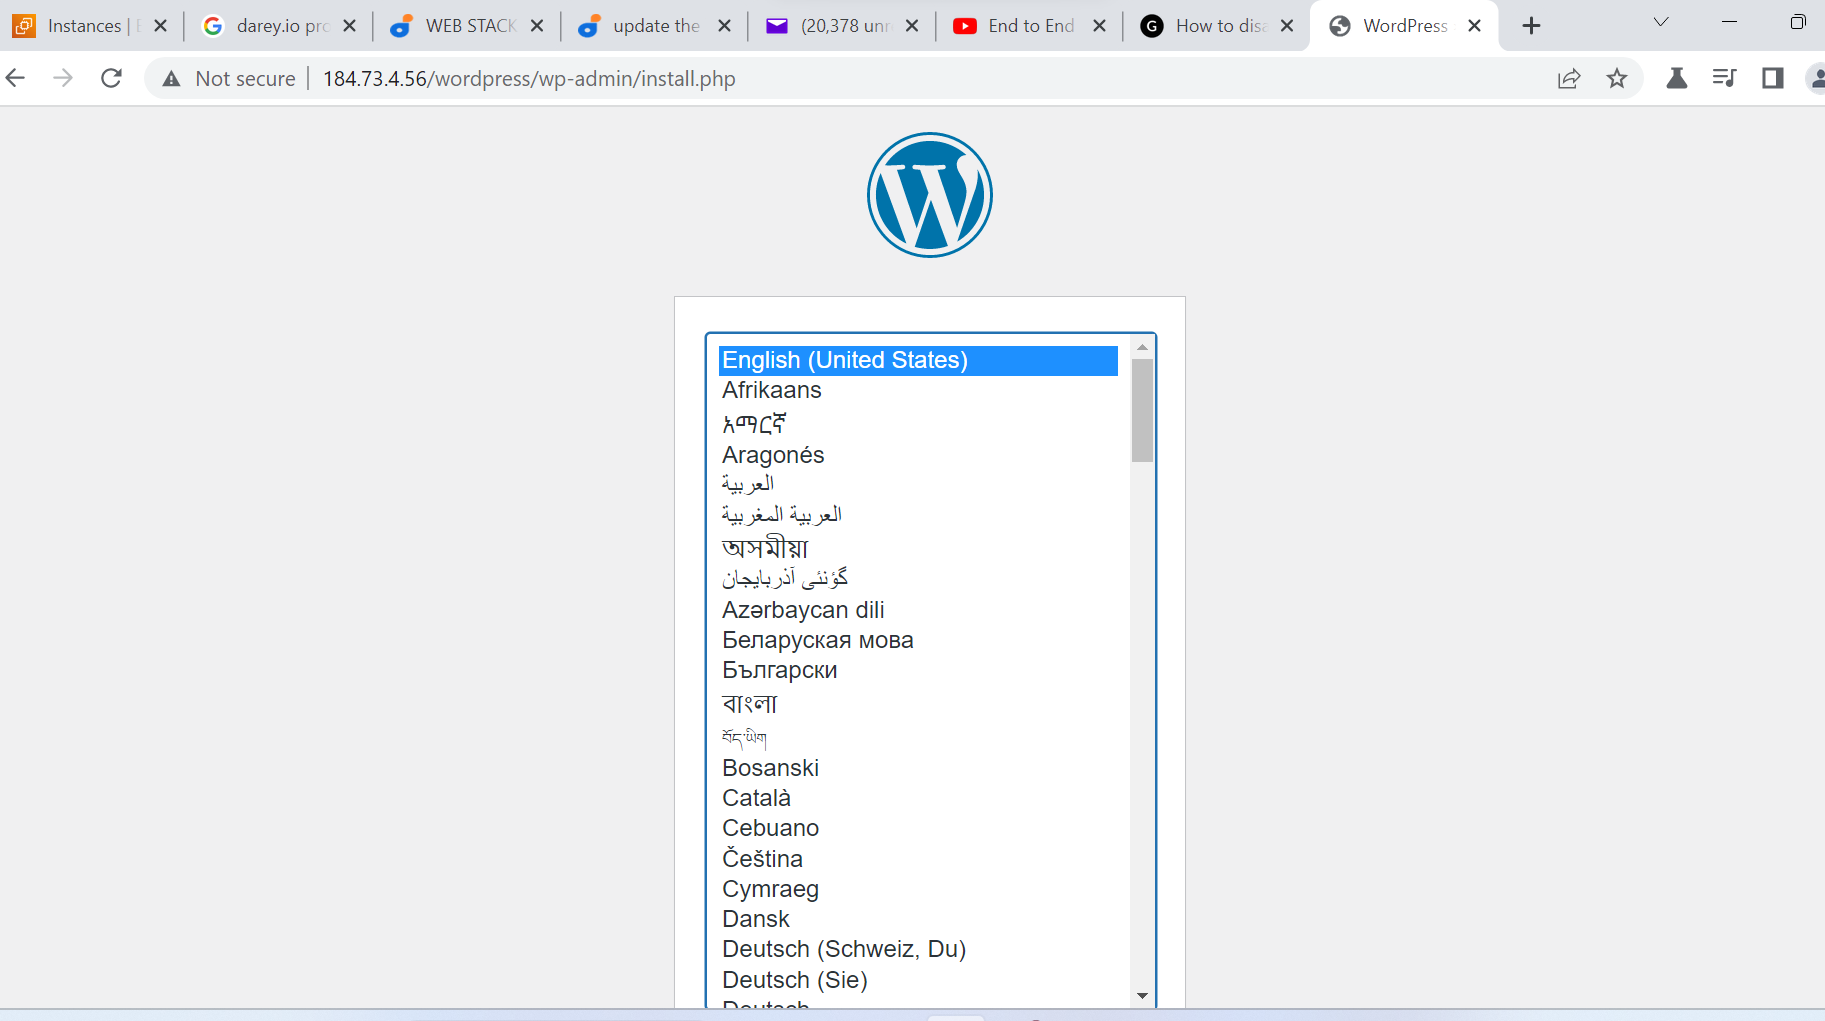 Instances |
darey.io pro
WEB STACK
update the
(20,378 unr
End to End
How to disa
WordPress
Not secure
184.73.4.56/wordpress/wp-admin/install.php
English (United States)
Afrikaans
አማርኛ
Aragonés
العربية
العربية المغربية
অসমীয়া
گؤنئی آذربایجان
Azərbaycan dili
Беларуская мова
Български
বাংলা
བོད་ཡིག
Bosanski
Català
Cebuano
Čeština
Cymraeg
Dansk
Deutsch (Schweiz, Du)
Deutsch (Sie)
Deutsch